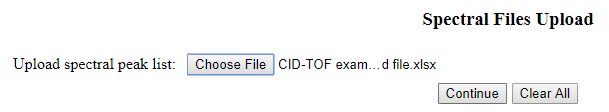 Spectral Files Upload
Upload spectral peak list: Choose File CID-TOF exam...d file.xlsx
Continue Clear All